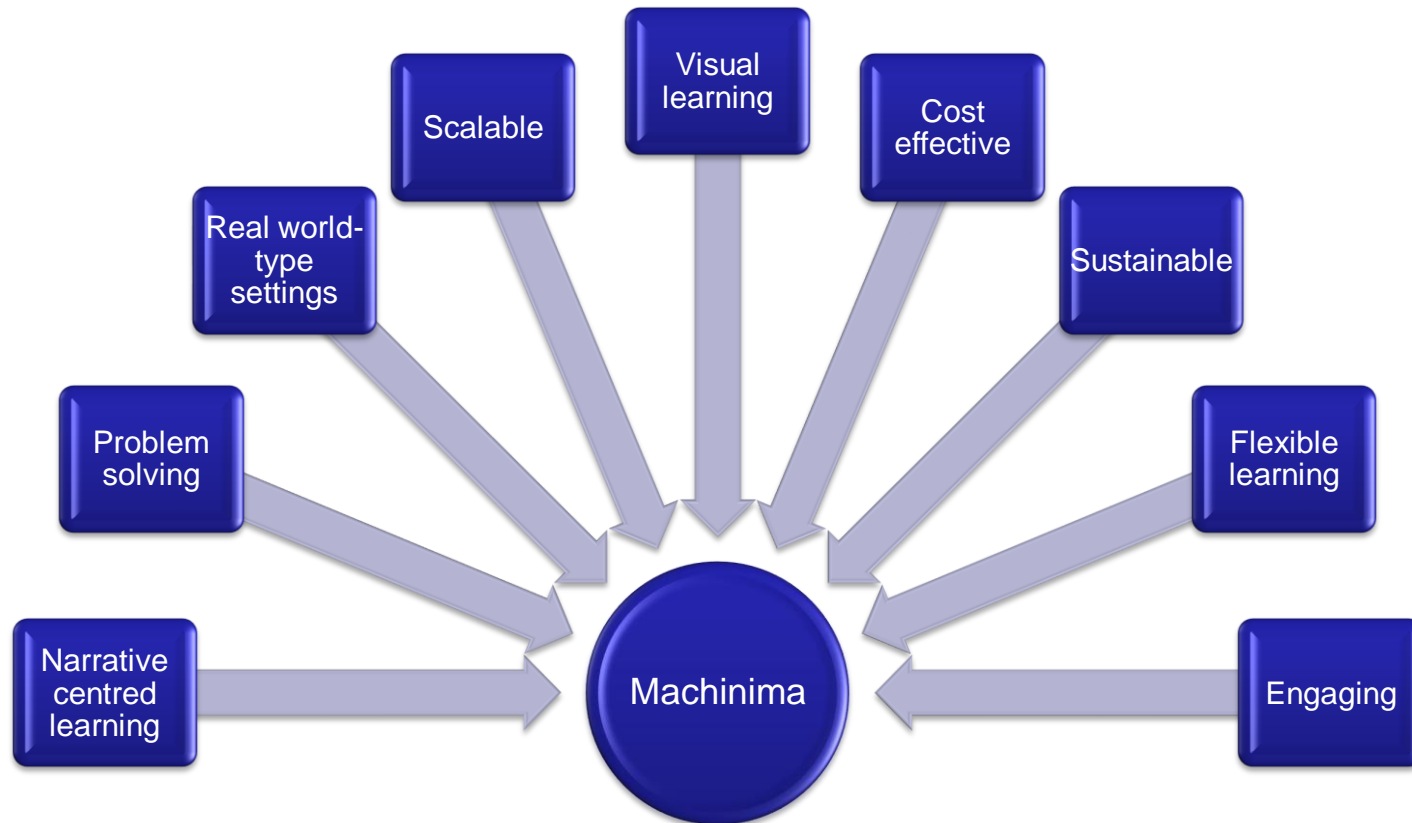 Narrative
centred
learning
Problem
solving
Real world-
type
settings
Scalable
Visual
learning
Cost
effective
Sustainable
Flexible
learning
Engaging
Machinima